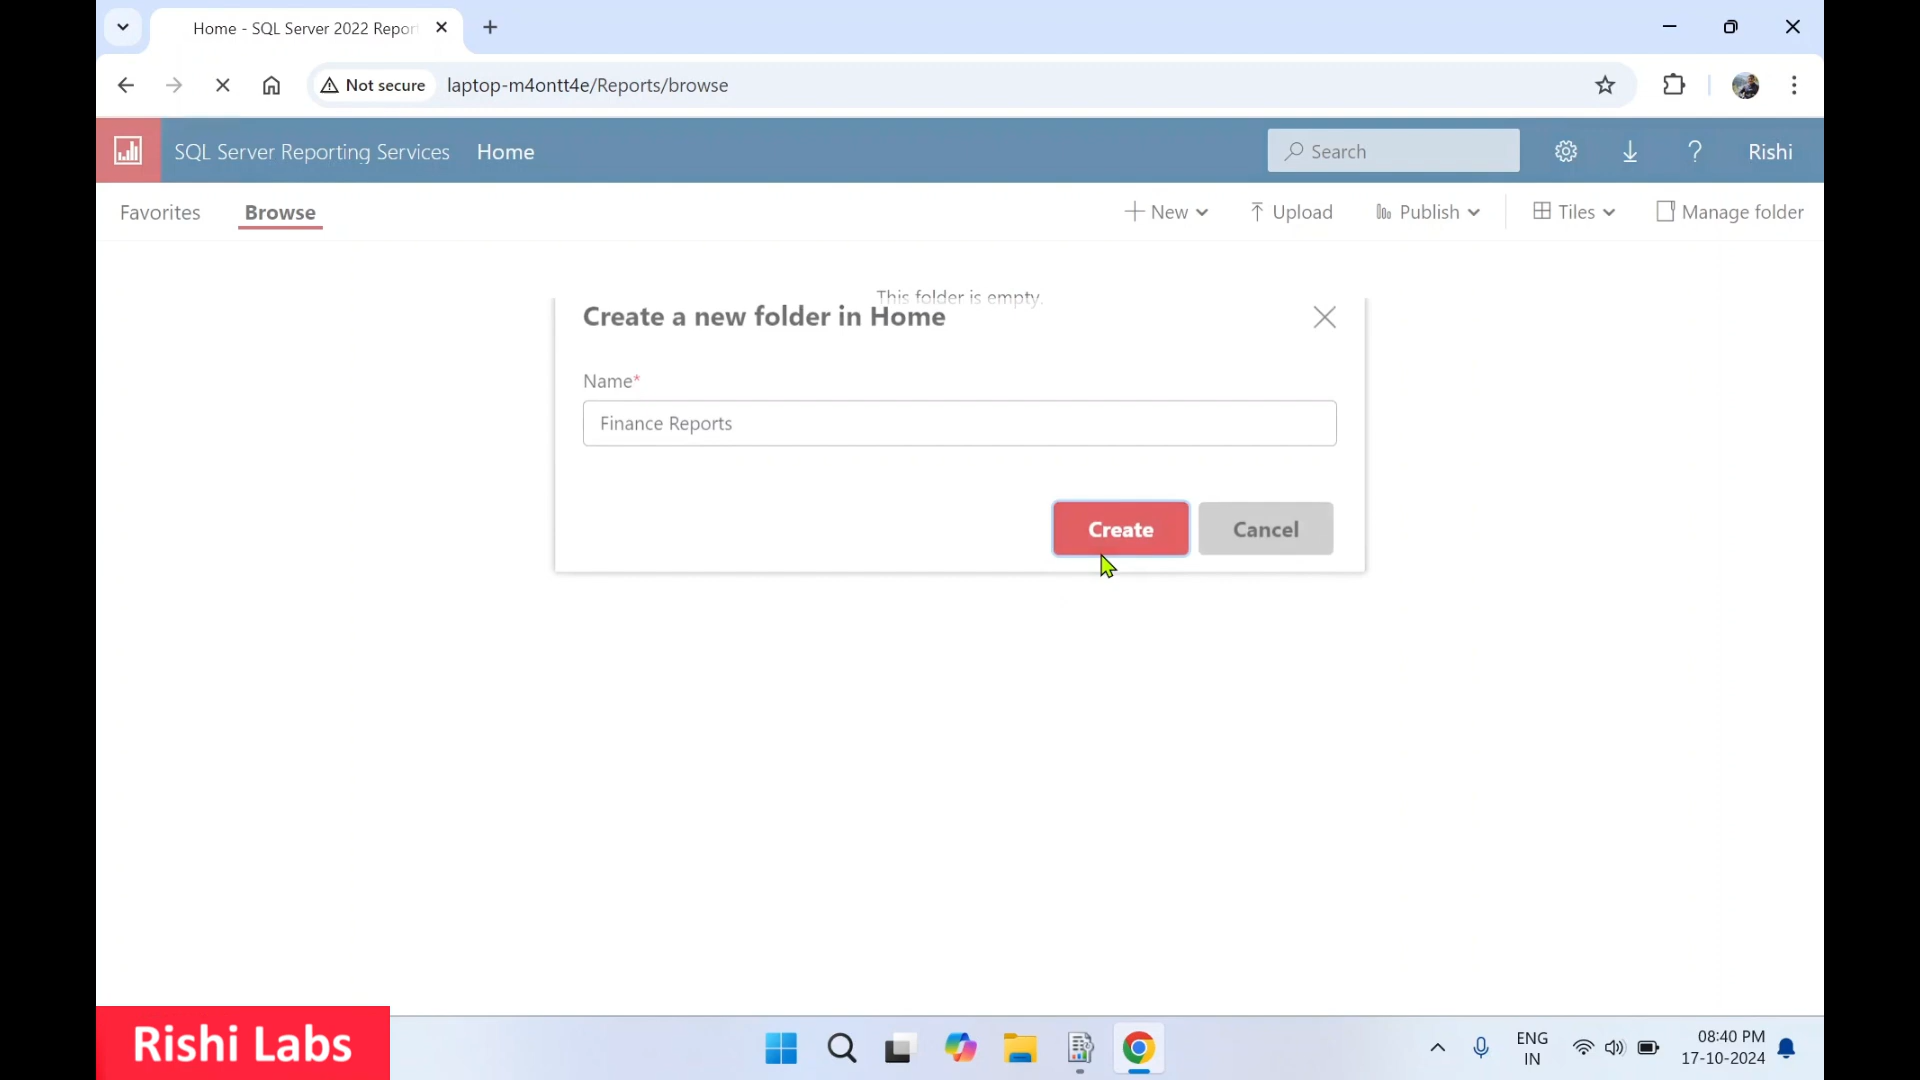 Home - SQL Server 2022 Repor
Not secure
laptop-m4ontt4e/Reports/browse
SQL Server Reporting Services
Home
Search
?
Rishi
Favorites
Browse
New
Upload
Publish
Tiles
Manage folder
This folder is empty.
Create a new folder in Home
Name*
Finance Reports
Create
Cancel
Rishi Labs
ENG
IN
08:40 PM
17-10-2024